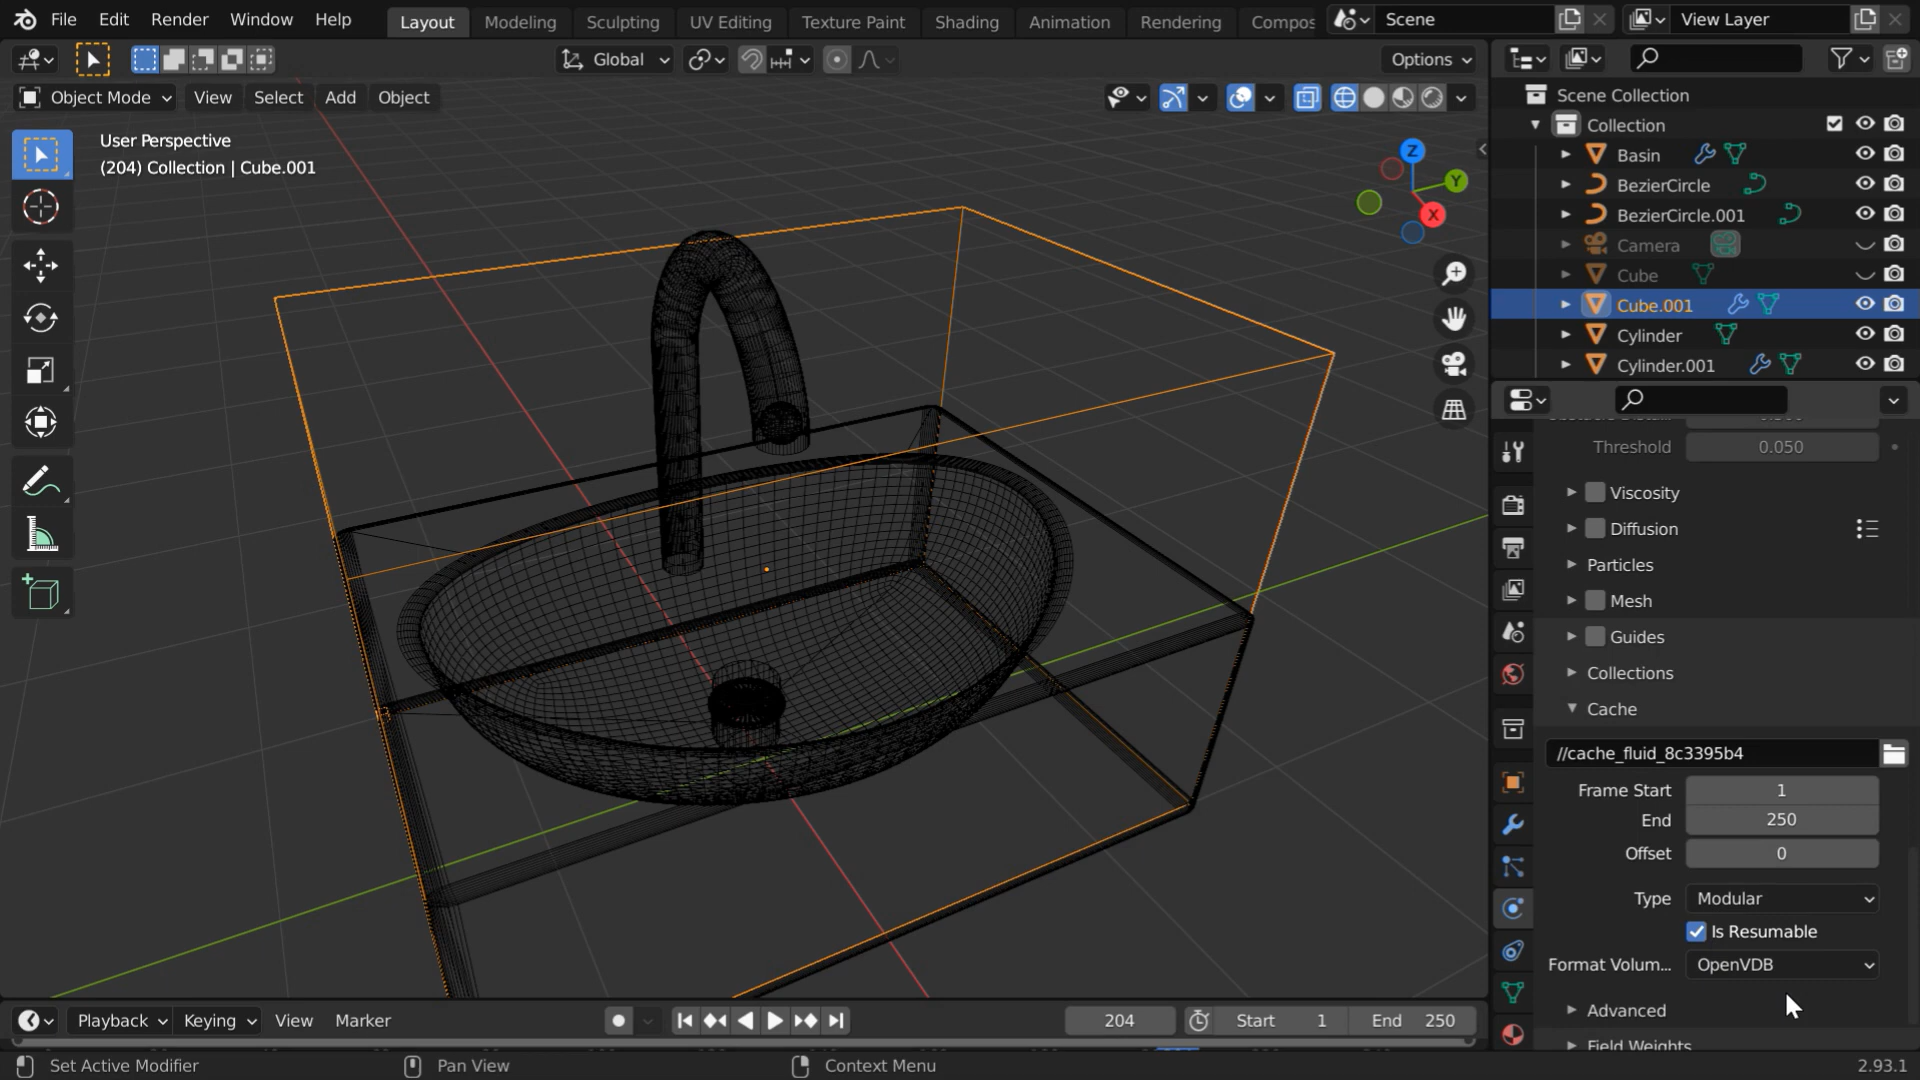 File Edit Render Window Help Layout Modeling Sculpting UV Editing Texture Paint Shading Animation Rendering Compos Scene View Layer
Global Options
Object Mode View Select Add Object
User Perspective
(204) Collection | Cube.001
Z
Y
X
Scene Collection
Collection
Basin
BezierCircle
BezierCircle.001
Camera
Cube
Cube.001
Cylinder
Cylinder.001
Threshold 0.050
Viscosity
Diffusion
Particles
Mesh
Guides
Collections
Cache
//cache_fluid_8c3395b4
Frame Start 1
End 250
Offset 0
Type Modular
Is Resumable
Format Volum... OpenVDB
Advanced
Field Weights
Playback Keying View Marker 204 Start 1 End 250
Set Active Modifier Pan View Context Menu 2.93.1